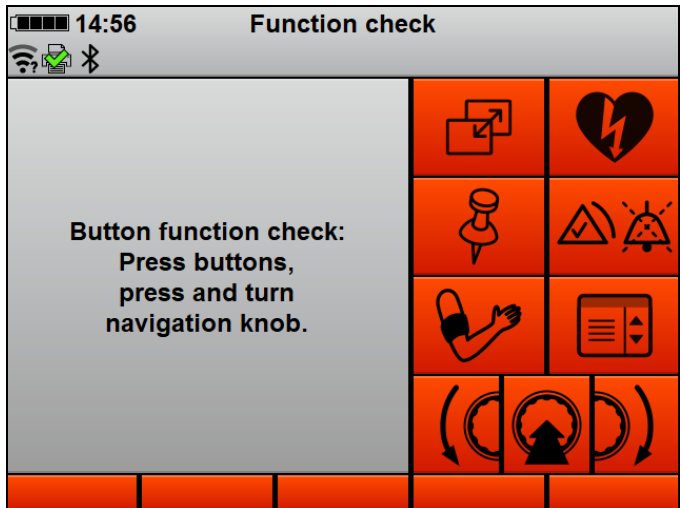 14:56 Function check
?
Button function check:
Press buttons,
press and turn
navigation knob.